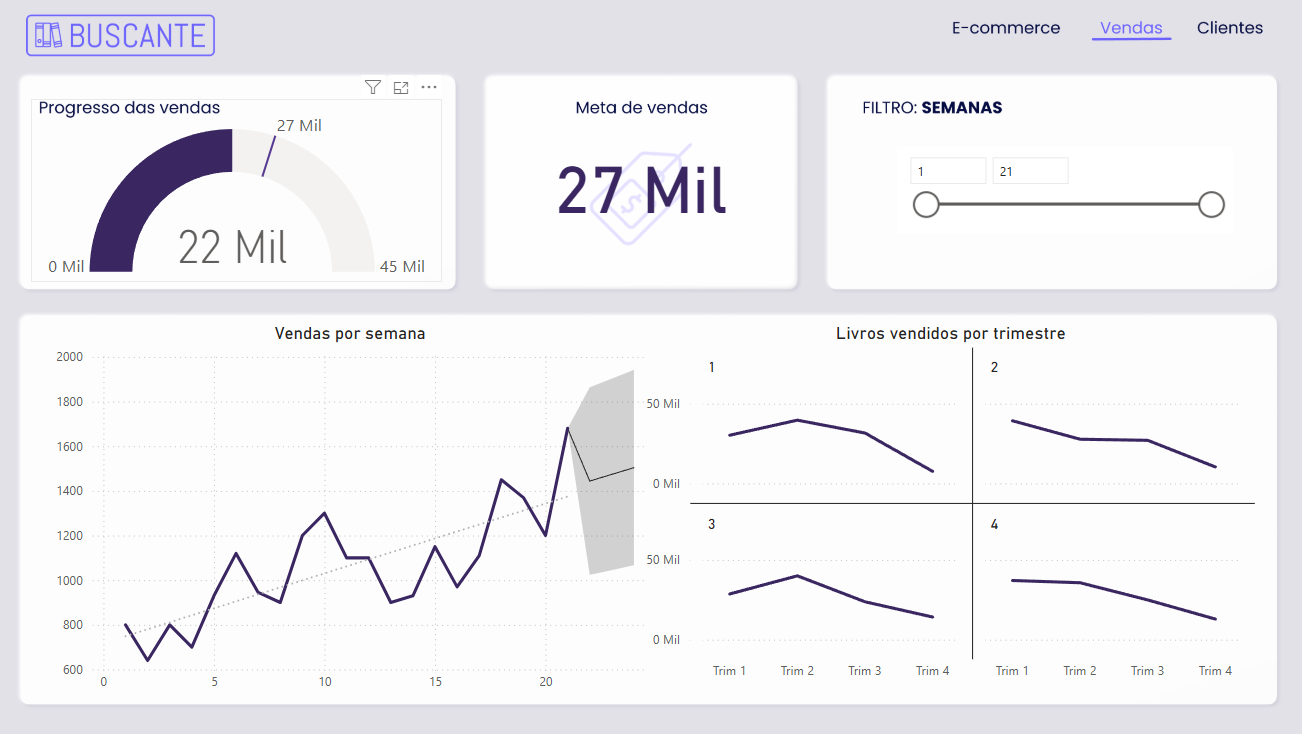 BUSCANTE
E-commerce
Vendas
Clientes
Progresso das vendas
27 Mil
22 Mil
0 Mil
45 Mil
Meta de vendas
27 Mil
FILTRO: SEMANAS
1
21
Vendas por semana
2000
1800
1600
1400
1200
1000
800
600
0
5
10
15
20
Livros vendidos por trimestre
1
2
50 Mil
0 Mil
3
4
50 Mil
0 Mil
Trim 1
Trim 2
Trim 3
Trim 4
Trim 1
Trim 2
Trim 3
Trim 4